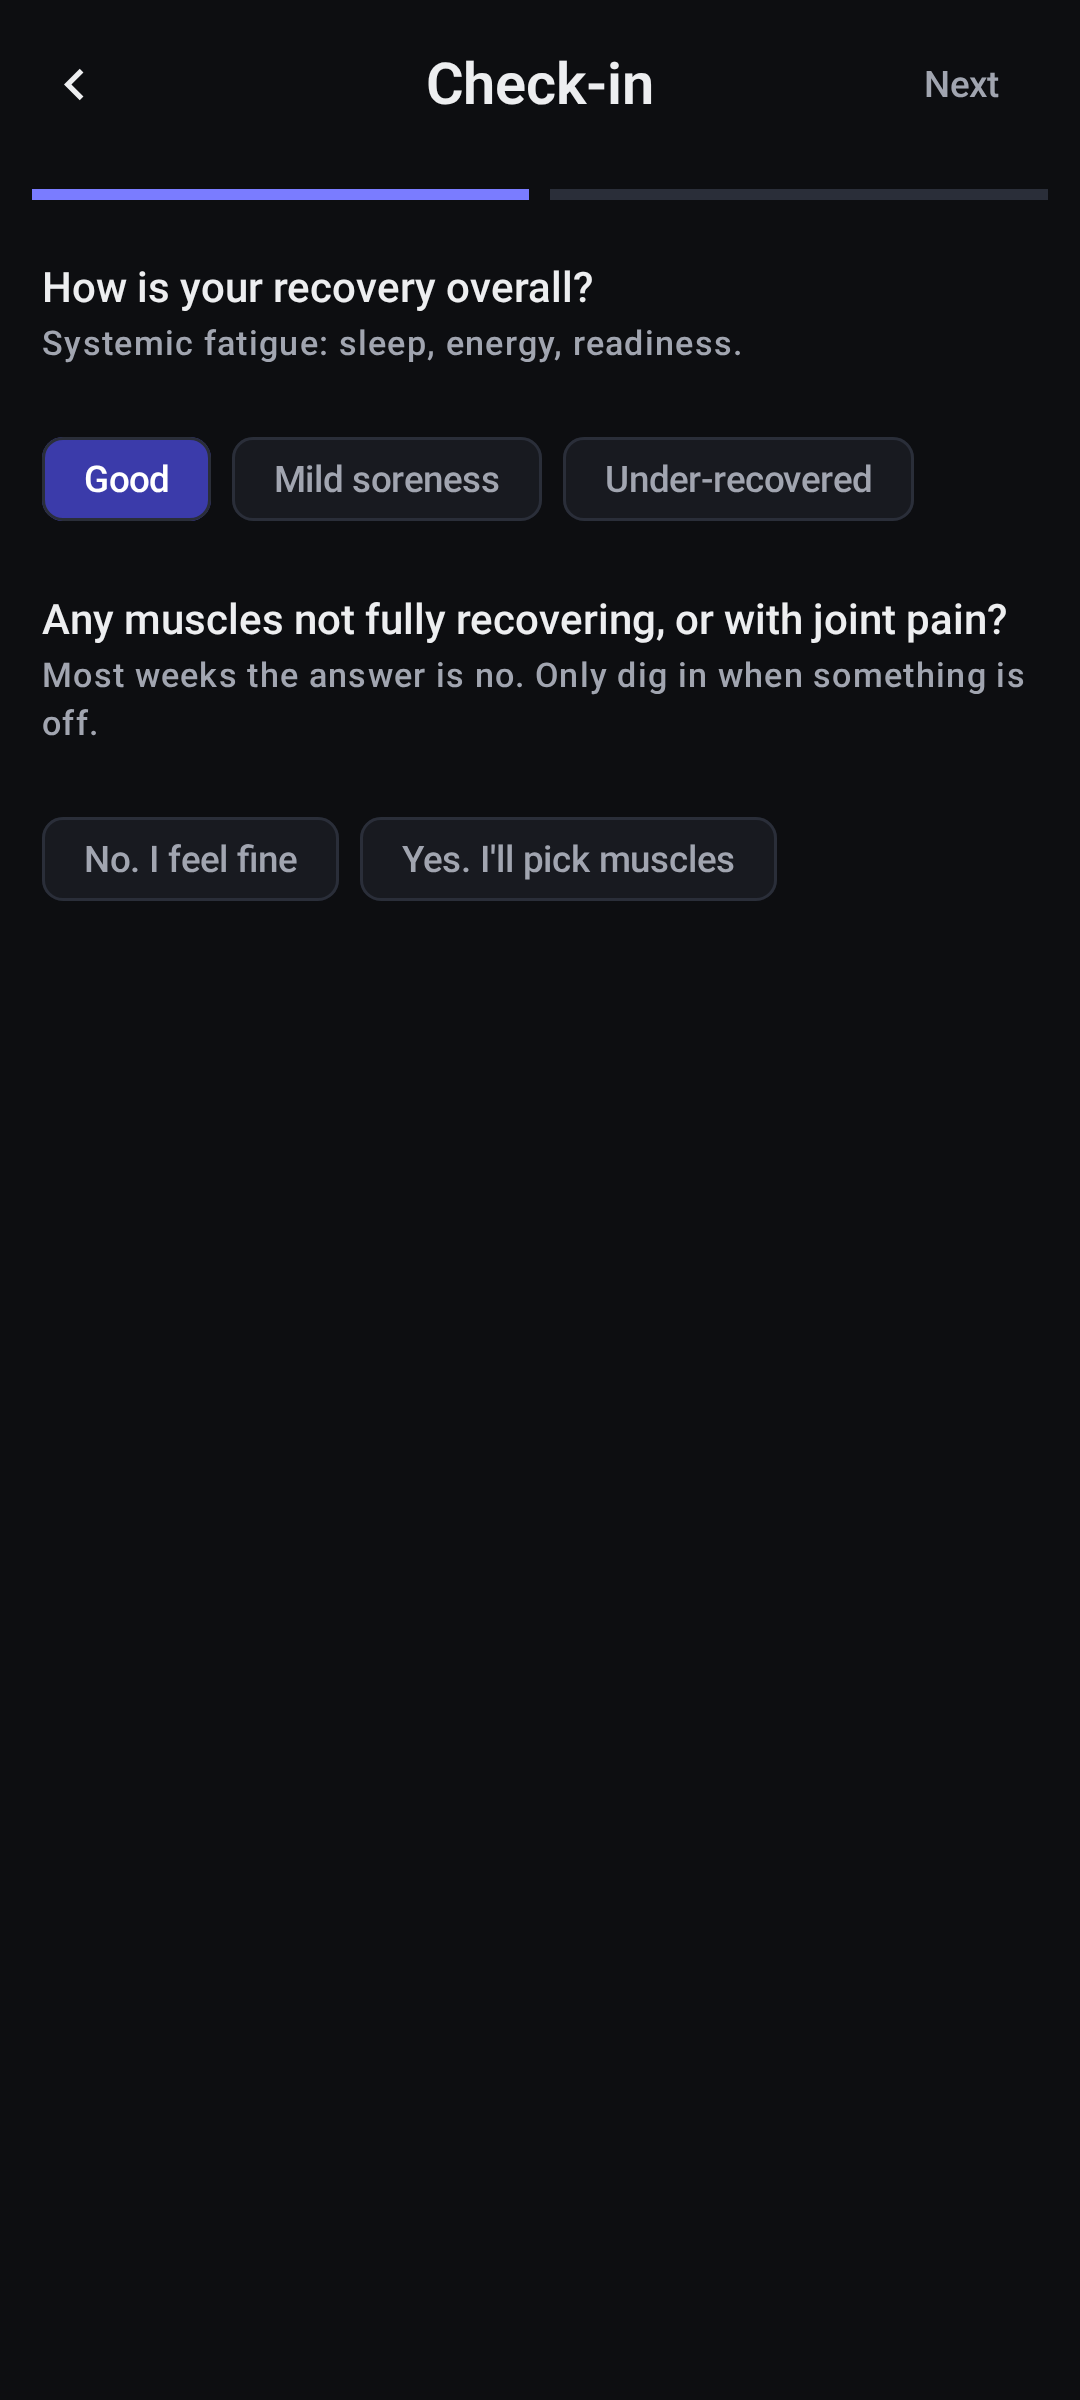 Check-in
Next
How is your recovery overall?
Systemic fatigue: sleep, energy, readiness.
Good
Mild soreness
Under-recovered
Any muscles not fully recovering, or with joint pain?
Most weeks the answer is no. Only dig in when something is
off.
No. I feel fine
Yes. I'll pick muscles